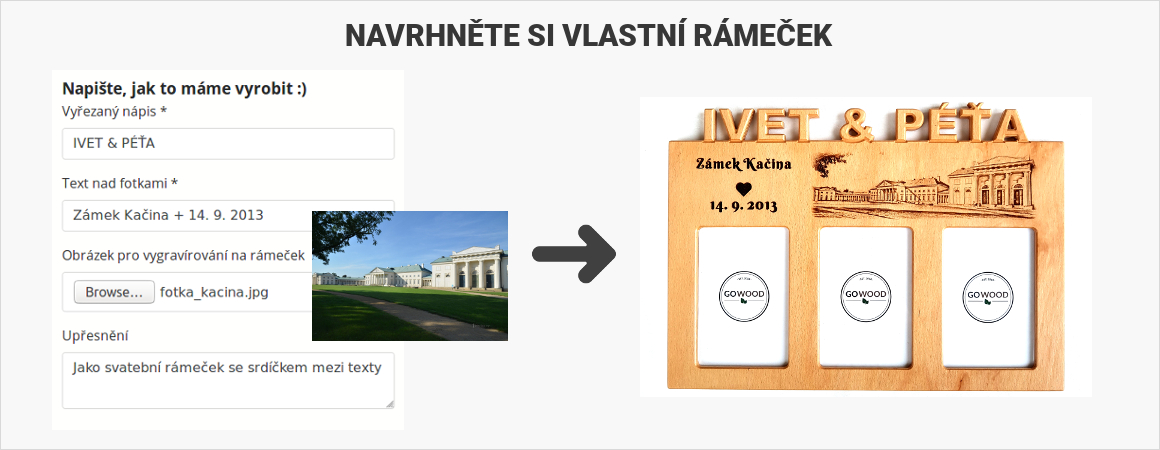 NAVRHNĚTE SI VLASTNÍ RÁMEČEK
Napište, jak to máme vyrobit :)
Vyřezaný nápis *
IVET & PÉŤA
Text nad fotkami *
Zámek Kačina + 14. 9. 2013
Obrázek pro vygravírování na rámeček
Browse... fotka_kacina.jpg
Upřesnění
Jako svatební rámeček se srdíčkem mezi texty
IVET & PÉŤA
Zámek Kačina
14. 9. 2013
GOWOOD
GOWOOD
GOWOOD